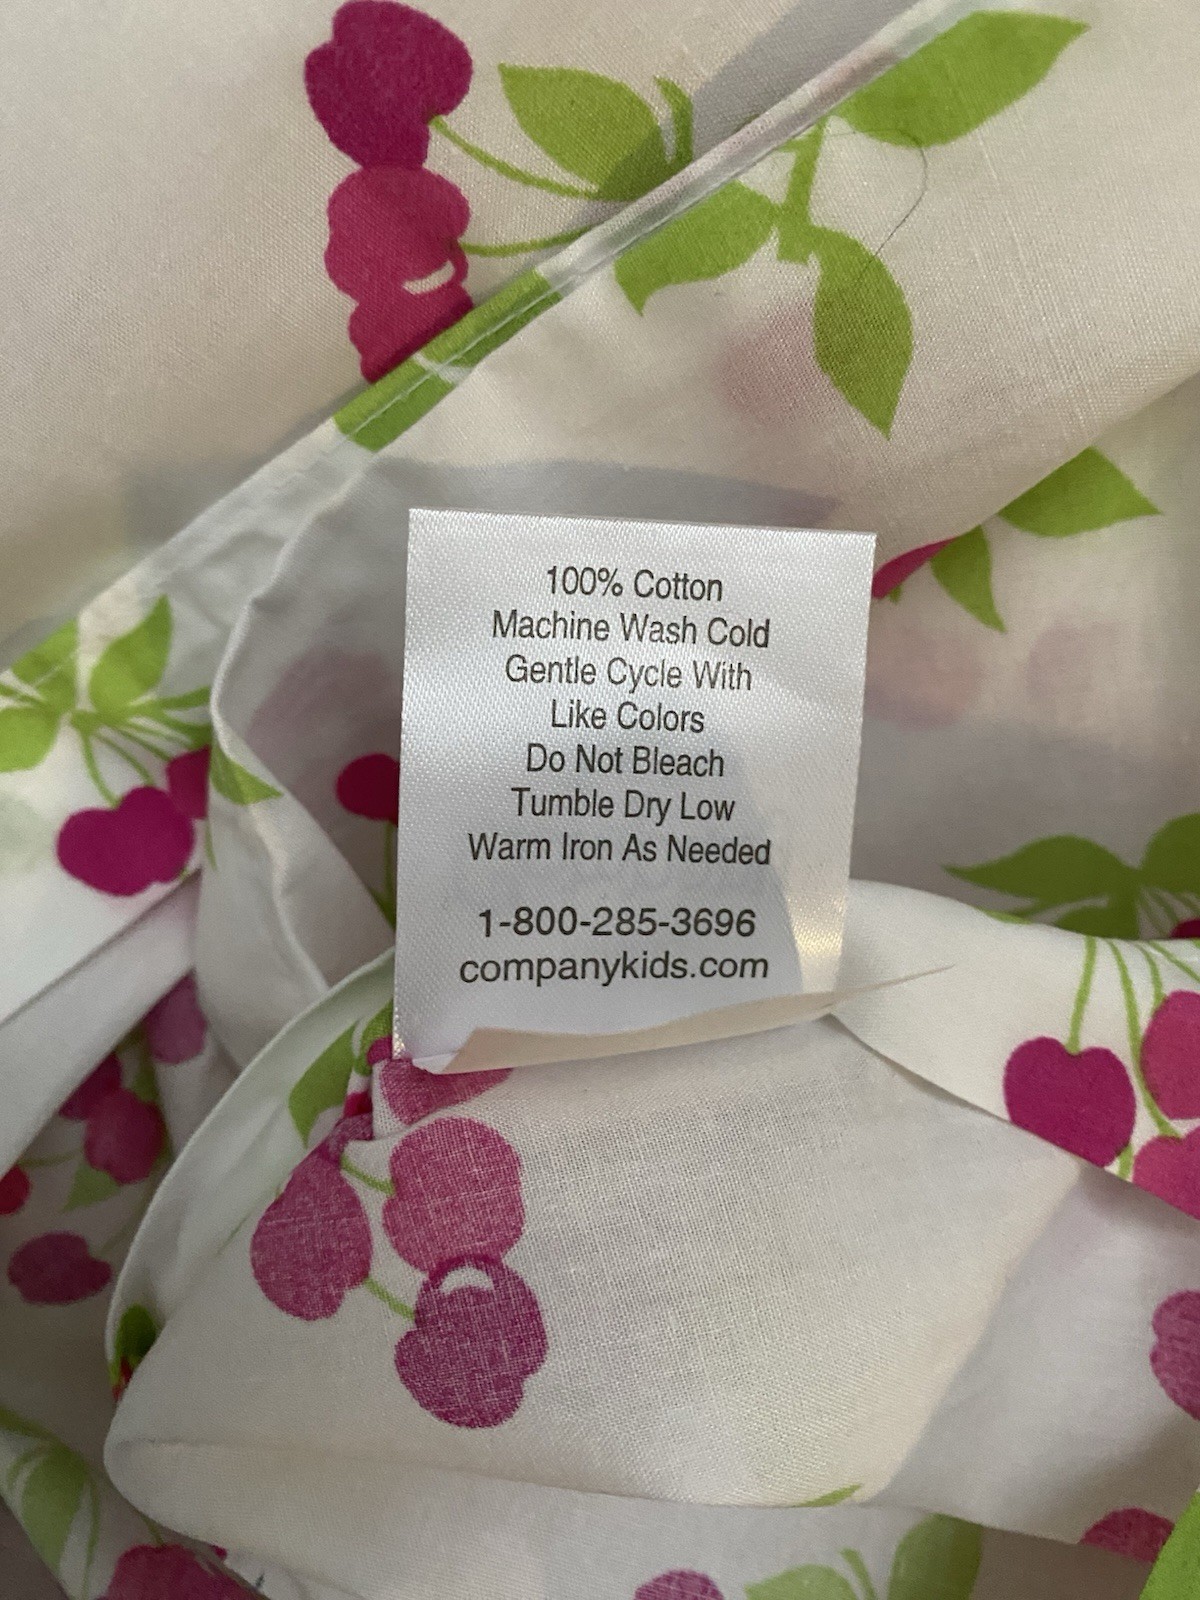 100% Cotton
Machine Wash Cold
Gentle Cycle With
Like Colors
Do Not Bleach
Tumble Dry Low
Warm Iron As Needed
1-800-285-3696
companykids.com